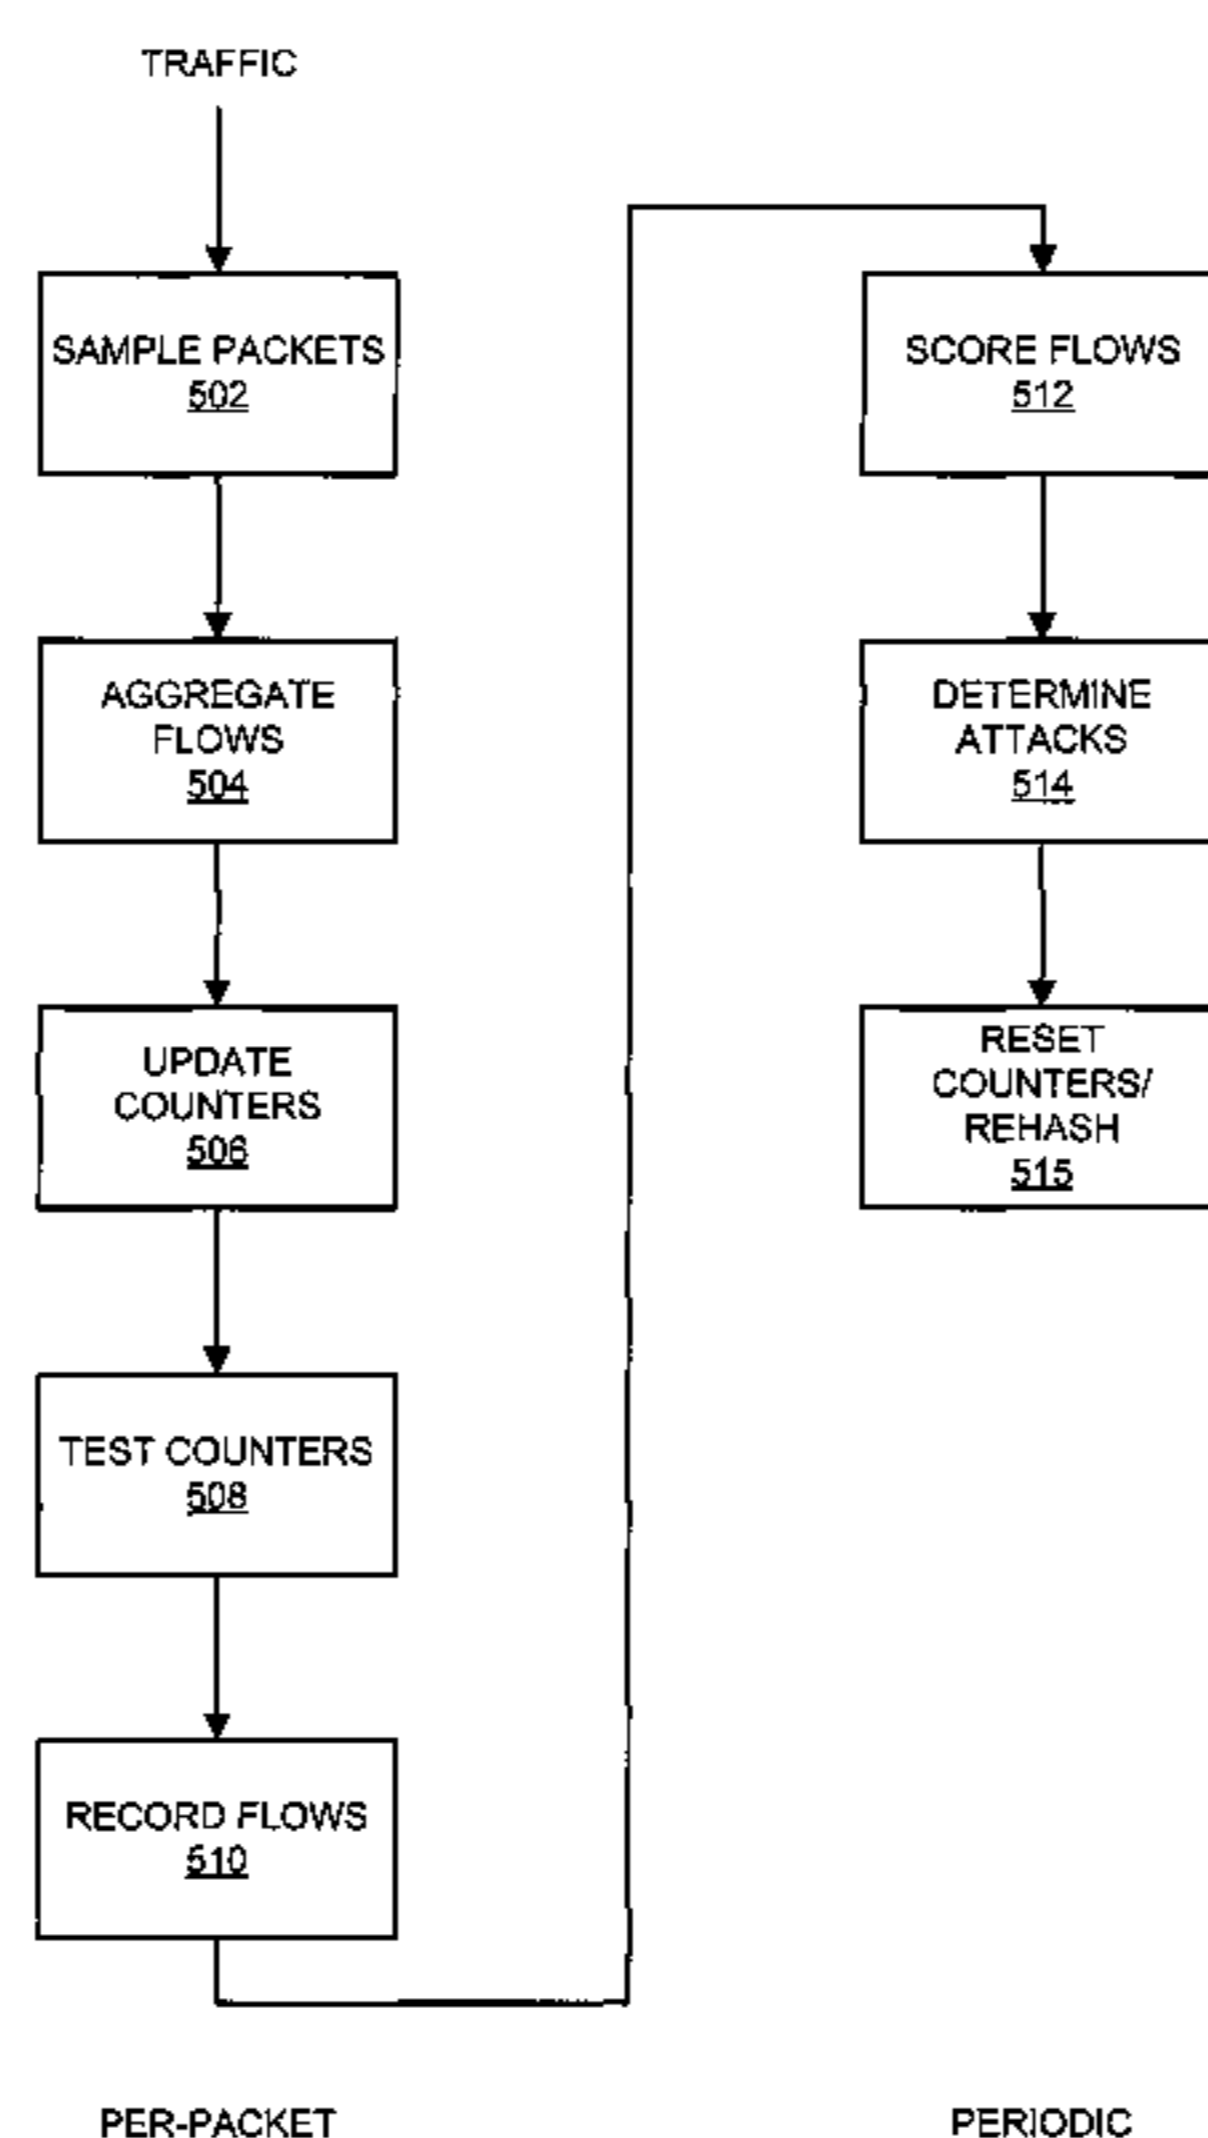 TRAFFIC
SAMPLE PACKETS
502
AGGREGATE
FLOWS
504
UPDATE
COUNTERS
506
TEST COUNTERS
508
RECORD FLOWS
510
PER-PACKET
SCORE FLOWS
512
DETERMINE
ATTACKS
514
RESET
COUNTERS/
REHASH
515
PERIODIC